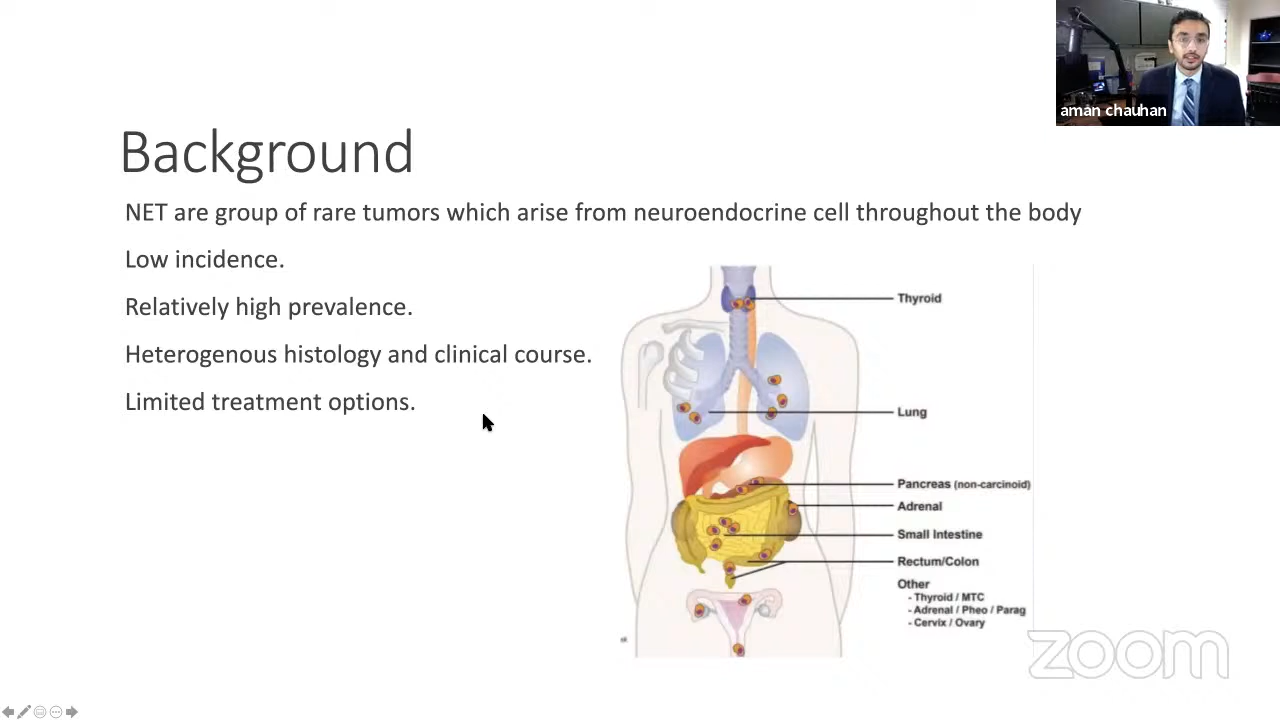 aman chauhan
Background
NET are group of rare tumors which arise from neuroendocrine cell throughout the body
Low incidence.
Relatively high prevalence.
Heterogenous histology and clinical course.
Limited treatment options.
Thyroid
Lung
Pancreas (non-carcinoid)
Adrenal
Small Intestine
Rectum/Colon
Other
- Thyroid / MTC
- Adrenal / Pheo / Parag
- Cervix / Ovary
zoom